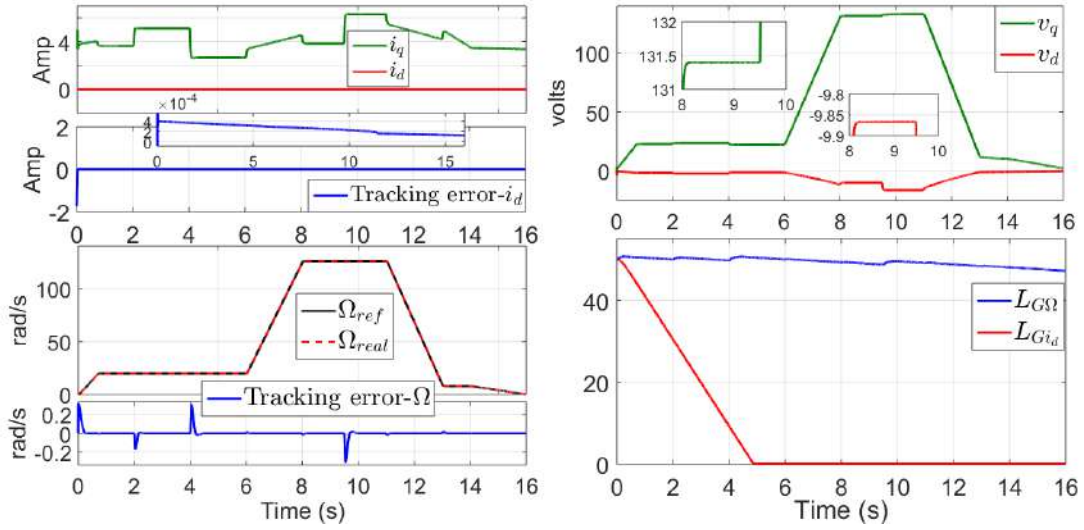 8
4
0
Amp
i_q
i_d
×10⁻⁴
4
2
0
0 5 10 15
2
0
-2
Amp
Tracking error-i_d
0 2 4 6 8 10 12 14 16
100
50
0
rad/s
Ω_ref
Ω_real
Tracking error-Ω
0.2
0
-0.2
rad/s
0 2 4 6 8 10 12 14 16
Time (s)
100
50
0
volts
v_q
v_d
132
131.5
131
8 9 10
-9.8
-9.85
-9.9
8 9 10
0 2 4 6 8 10 12 14 16
40
20
0
L_GΩ
L_Gi_d
0 2 4 6 8 10 12 14 16
Time (s)